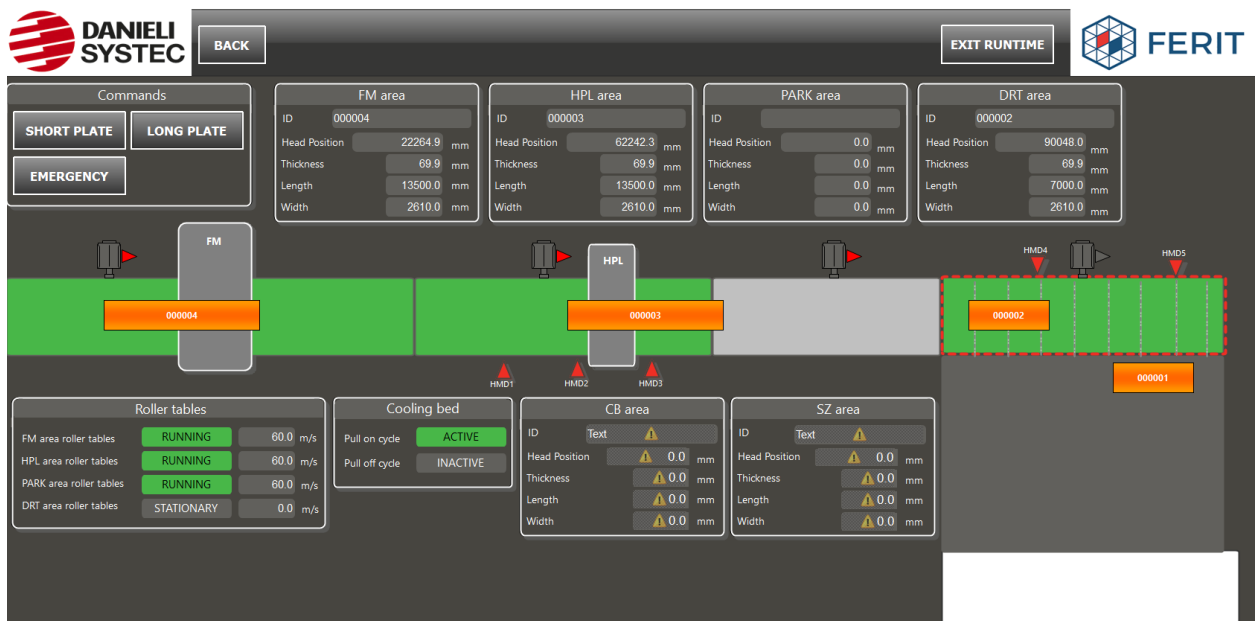 DANIELI
SYSTEC
BACK
EXIT RUNTIME
FERIT
Commands
SHORT PLATE
LONG PLATE
EMERGENCY
FM area
ID 000004
Head Position 22264.9 mm
Thickness 69.9 mm
Length 13500.0 mm
Width 2610.0 mm
HPL area
ID 000003
Head Position 62242.3 mm
Thickness 69.9 mm
Length 13500.0 mm
Width 2610.0 mm
PARK area
ID
Head Position 0.0 mm
Thickness 0.0 mm
Length 0.0 mm
Width 0.0 mm
DRT area
ID 000002
Head Position 90048.0 mm
Thickness 69.9 mm
Length 7000.0 mm
Width 2610.0 mm
FM
HPL
HMD4
HMD5
000004
000003
000002
000001
HMD1
HMD2
HMD3
Roller tables
FM area roller tables RUNNING 60.0 m/s
HPL area roller tables RUNNING 60.0 m/s
PARK area roller tables RUNNING 60.0 m/s
DRT area roller tables STATIONARY 0.0 m/s
Cooling bed
Pull on cycle ACTIVE
Pull off cycle INACTIVE
CB area
ID Text
Head Position 0.0 mm
Thickness 0.0 mm
Length 0.0 mm
Width 0.0 mm
SZ area
ID Text
Head Position 0.0 mm
Thickness 0.0 mm
Length 0.0 mm
Width 0.0 mm